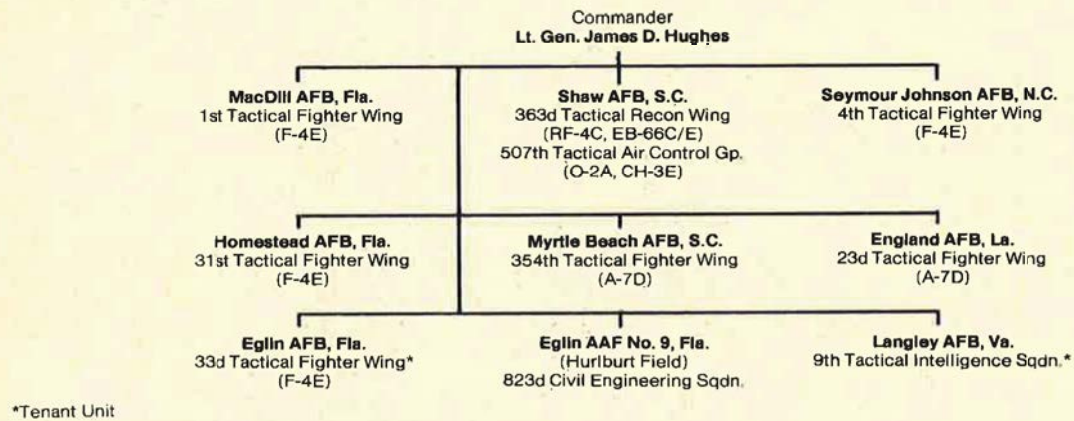 Commander
Lt. Gen. James D. Hughes
MacDill AFB, Fla.
1st Tactical Fighter Wing
(F-4E)
Shaw AFB, S.C.
363d Tactical Recon Wing
(RF-4C, EB-66C/E)
507th Tactical Air Control Gp.
(O-2A, CH-3E)
Seymour Johnson AFB, N.C.
4th Tactical Fighter Wing
(F-4E)
Homestead AFB, Fla.
31st Tactical Fighter Wing
(F-4E)
Myrtle Beach AFB, S.C.
354th Tactical Fighter Wing
(A-7D)
England AFB, La.
23d Tactical Fighter Wing
(A-7D)
Eglin AFB, Fla.
33d Tactical Fighter Wing*
(F-4E)
Eglin AAF No. 9, Fla.
(Hurlburt Field)
823d Civil Engineering Sqdn.
Langley AFB, Va.
9th Tactical Intelligence Sqdn.*
*Tenant Unit